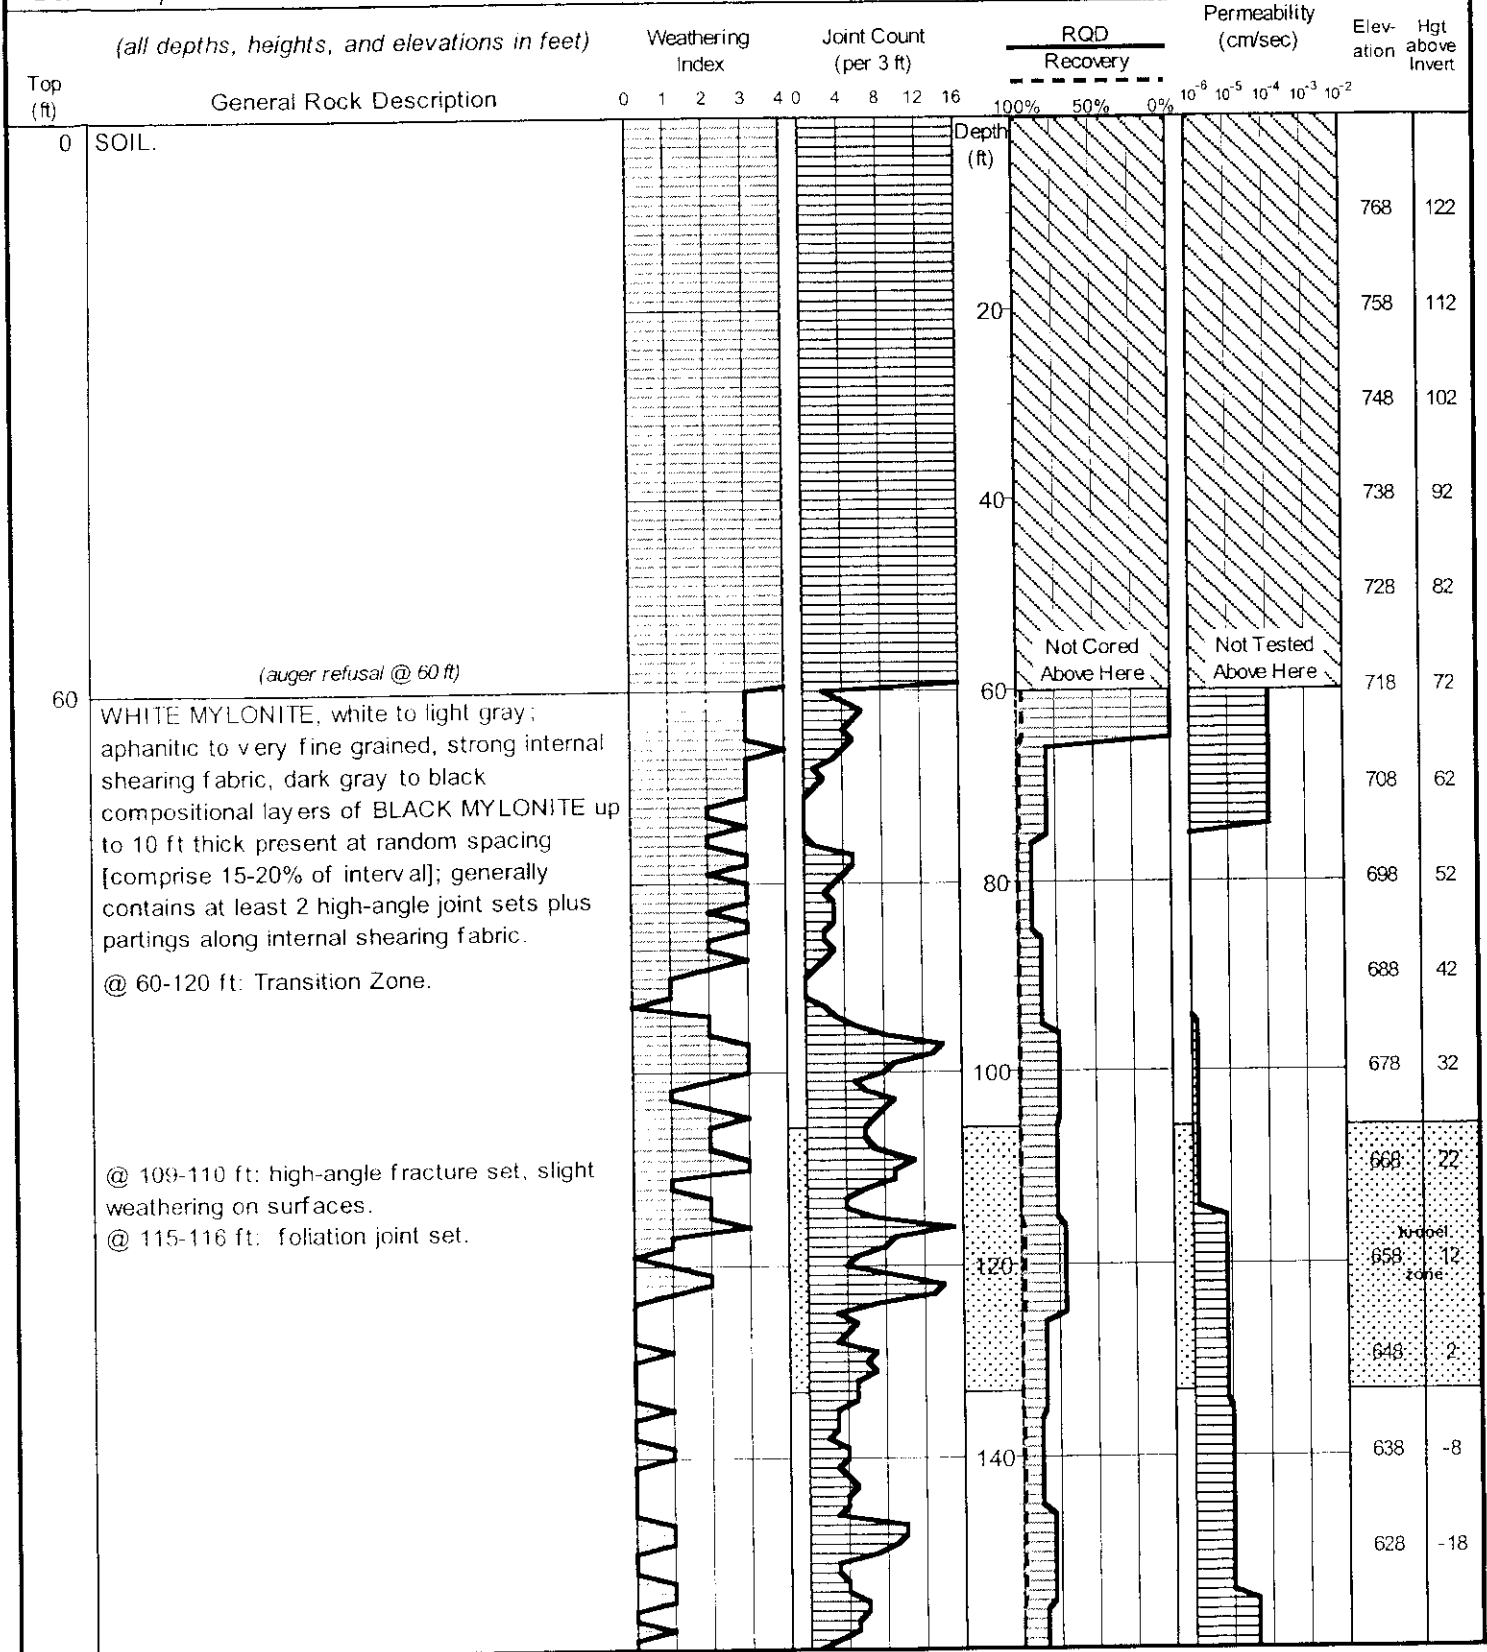 (all depths, heights, and elevations in feet)
Top
(ft)
General Rock Description
Weathering
Index
0 1 2 3 4
Joint Count
(per 3 ft)
0 4 8 12 16
RQD
Recovery
100% 50% 0%
Permeability
(cm/sec)
10⁻⁶ 10⁻⁵ 10⁻⁴ 10⁻³ 10⁻²
Elev-
ation
Hgt
above
Invert
0 SOIL.
Depth
(ft)
768 122
20
758 112
748 102
40
738 92
728 82
Not Cored
Above Here
Not Tested
Above Here
(auger refusal @ 60 ft)
60
718 72
60 WHITE MYLONITE, white to light gray;
aphanitic to very fine grained, strong internal
shearing fabric, dark gray to black
compositional layers of BLACK MYLONITE up
to 10 ft thick present at random spacing
[comprise 15-20% of interval]; generally
contains at least 2 high-angle joint sets plus
partings along internal shearing fabric.
@ 60-120 ft: Transition Zone.
708 62
80
698 52
688 42
100
678 32
@ 109-110 ft: high-angle fracture set, slight
weathering on surfaces.
@ 115-116 ft: foliation joint set.
668 22
tunnel
120
658 12
zone
648 2
638 -8
140
628 -18